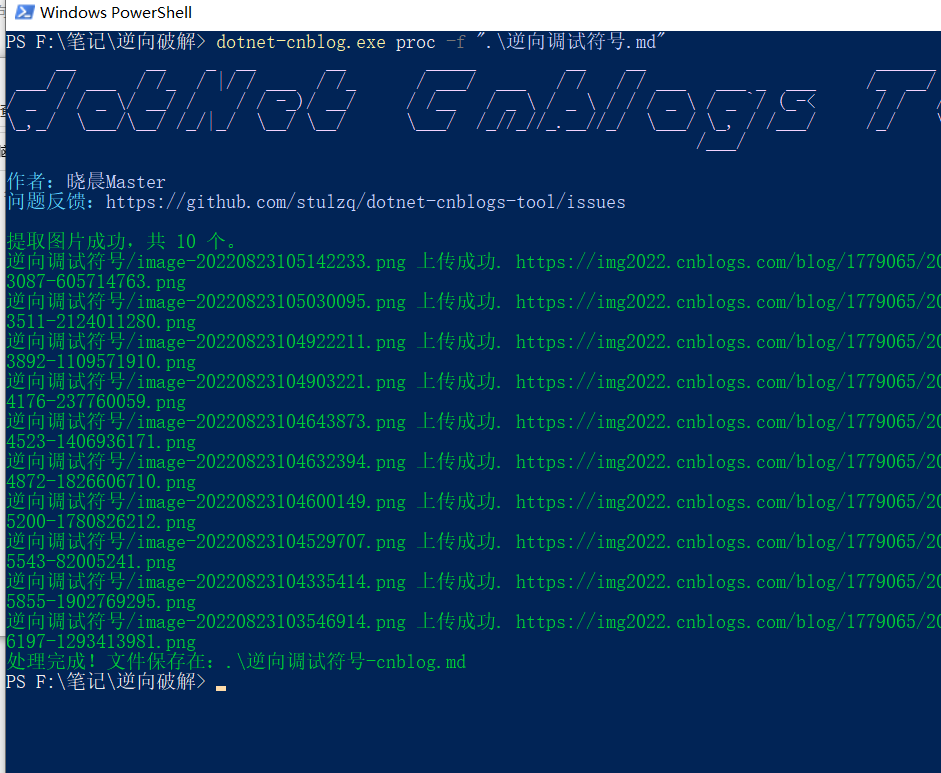 Windows PowerShell
PS F:\笔记\逆向破解> dotnet-cnblog.exe proc -f ".\逆向调试符号.md"
dotNet Cnblogs T
作者：晓晨Master
问题反馈：https://github.com/stulzq/dotnet-cnblogs-tool/issues
提取图片成功，共 10 个。
逆向调试符号/image-20220823105142233.png 上传成功. https://img2022.cnblogs.com/blog/1779065/20
3087-605714763.png
逆向调试符号/image-20220823105030095.png 上传成功. https://img2022.cnblogs.com/blog/1779065/20
3511-2124011280.png
逆向调试符号/image-20220823104922211.png 上传成功. https://img2022.cnblogs.com/blog/1779065/20
3892-1109571910.png
逆向调试符号/image-20220823104903221.png 上传成功. https://img2022.cnblogs.com/blog/1779065/20
4176-237760059.png
逆向调试符号/image-20220823104643873.png 上传成功. https://img2022.cnblogs.com/blog/1779065/20
4523-1406936171.png
逆向调试符号/image-20220823104632394.png 上传成功. https://img2022.cnblogs.com/blog/1779065/20
4872-1826606710.png
逆向调试符号/image-20220823104600149.png 上传成功. https://img2022.cnblogs.com/blog/1779065/20
5200-1780826212.png
逆向调试符号/image-20220823104529707.png 上传成功. https://img2022.cnblogs.com/blog/1779065/20
5543-82005241.png
逆向调试符号/image-20220823104335414.png 上传成功. https://img2022.cnblogs.com/blog/1779065/20
5855-1902769295.png
逆向调试符号/image-20220823103546914.png 上传成功. https://img2022.cnblogs.com/blog/1779065/20
6197-1293413981.png
处理完成！文件保存在：.\逆向调试符号-cnblog.md
PS F:\笔记\逆向破解>